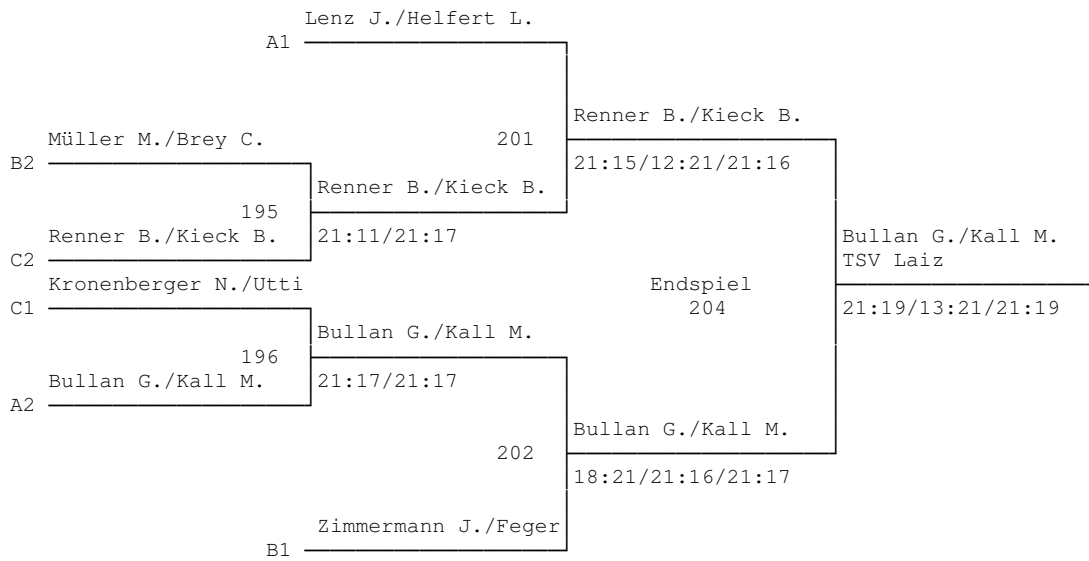 Lenz J./Helfert L.
A1
Renner B./Kieck B.
Müller M./Brey C. 201
B2 21:15/12:21/21:16
Renner B./Kieck B.
195
Renner B./Kieck B. 21:11/21:17 Bullan G./Kall M.
C2 TSV Laiz
Kronenberger N./Utti Endspiel
C1 204 21:19/13:21/21:19
Bullan G./Kall M.
196
Bullan G./Kall M. 21:17/21:17
A2
Bullan G./Kall M.
202
18:21/21:16/21:17
Zimmermann J./Feger
B1